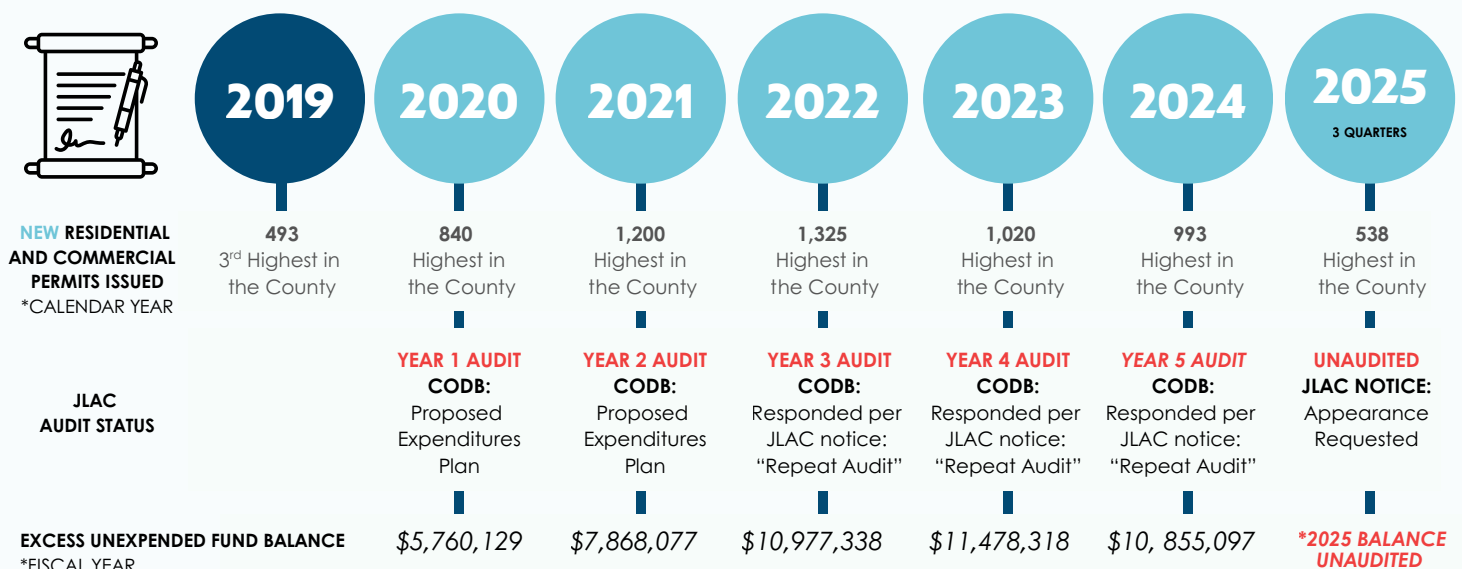 2019
2020
2021
2022
2023
2024
2025
3 QUARTERS
NEW RESIDENTIAL
AND COMMERCIAL
PERMITS ISSUED
*CALENDAR YEAR
493
3rd Highest in
the County
840
Highest in
the County
1,200
Highest in
the County
1,325
Highest in
the County
1,020
Highest in
the County
993
Highest in
the County
538
Highest in
the County
JLAC
AUDIT STATUS
YEAR 1 AUDIT
CODB:
Proposed
Expenditures
Plan
YEAR 2 AUDIT
CODB:
Proposed
Expenditures
Plan
YEAR 3 AUDIT
CODB:
Responded per
JLAC notice:
“Repeat Audit”
YEAR 4 AUDIT
CODB:
Responded per
JLAC notice:
“Repeat Audit”
YEAR 5 AUDIT
CODB:
Responded per
JLAC notice:
“Repeat Audit”
UNAUDITED
JLAC NOTICE:
Appearance
Requested
EXCESS UNEXPENDED FUND BALANCE
*FISCAL YEAR
$5,760,129
$7,868,077
$10,977,338
$11,478,318
$10, 855,097
*2025 BALANCE
UNAUDITED